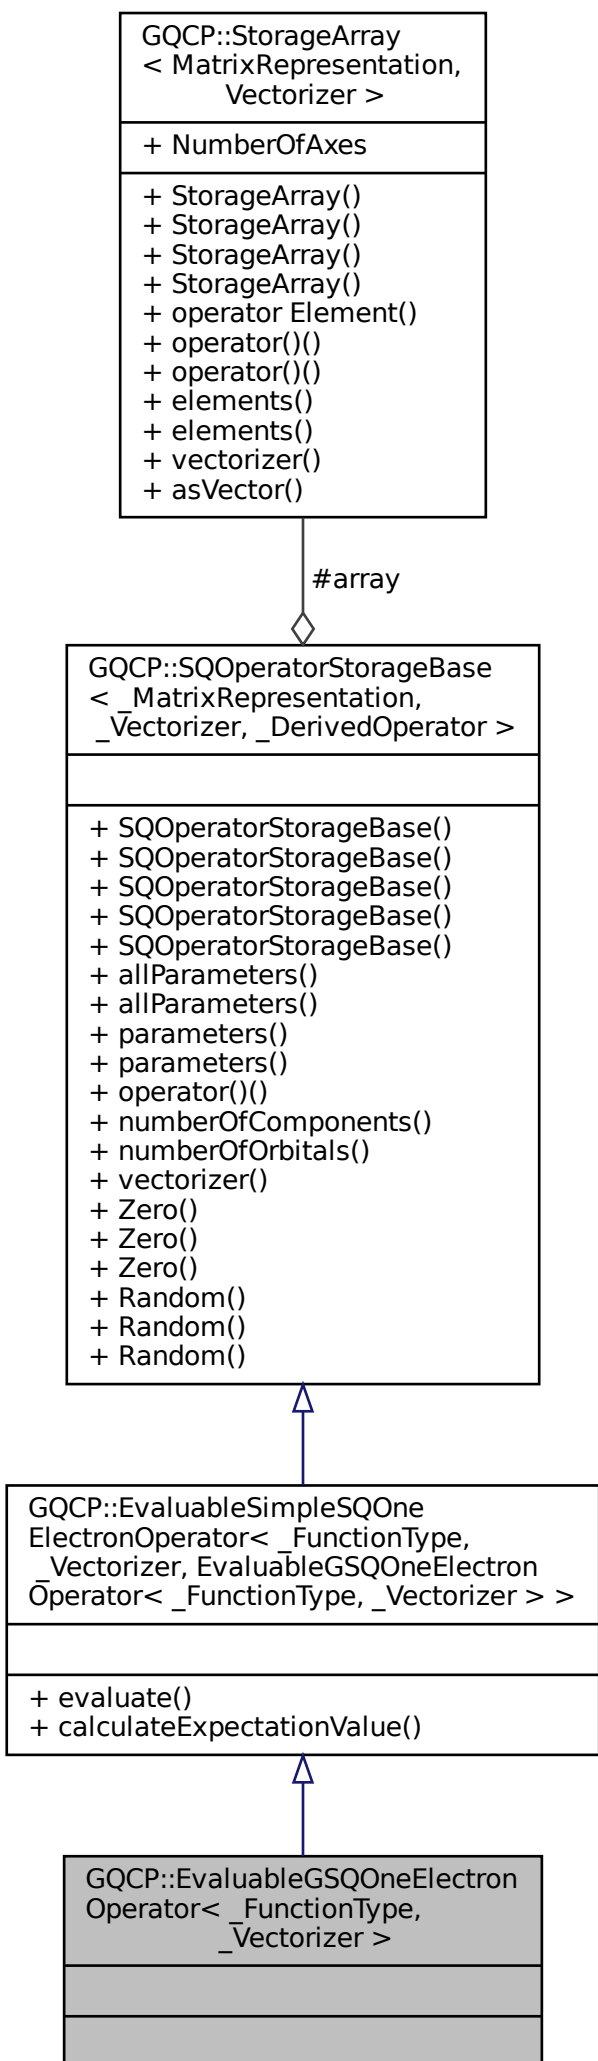 GQCP::StorageArray
< MatrixRepresentation,
Vectorizer >
+ NumberOfAxes
+ StorageArray()
+ StorageArray()
+ StorageArray()
+ StorageArray()
+ operator Element()
+ operator()()
+ operator()()
+ elements()
+ elements()
+ vectorizer()
+ asVector()
#array
GQCP::SQOperatorStorageBase
< _MatrixRepresentation,
_Vectorizer, _DerivedOperator >
+ SQOperatorStorageBase()
+ SQOperatorStorageBase()
+ SQOperatorStorageBase()
+ SQOperatorStorageBase()
+ SQOperatorStorageBase()
+ allParameters()
+ allParameters()
+ parameters()
+ parameters()
+ operator()()
+ numberOfComponents()
+ numberOfOrbitals()
+ vectorizer()
+ Zero()
+ Zero()
+ Zero()
+ Random()
+ Random()
+ Random()
GQCP::EvaluableSimpleSQOne
ElectronOperator< _FunctionType,
_Vectorizer, EvaluableGSQOneElectron
Operator< _FunctionType, _Vectorizer > >
+ evaluate()
+ calculateExpectationValue()
GQCP::EvaluableGSQOneElectron
Operator< _FunctionType,
_Vectorizer >